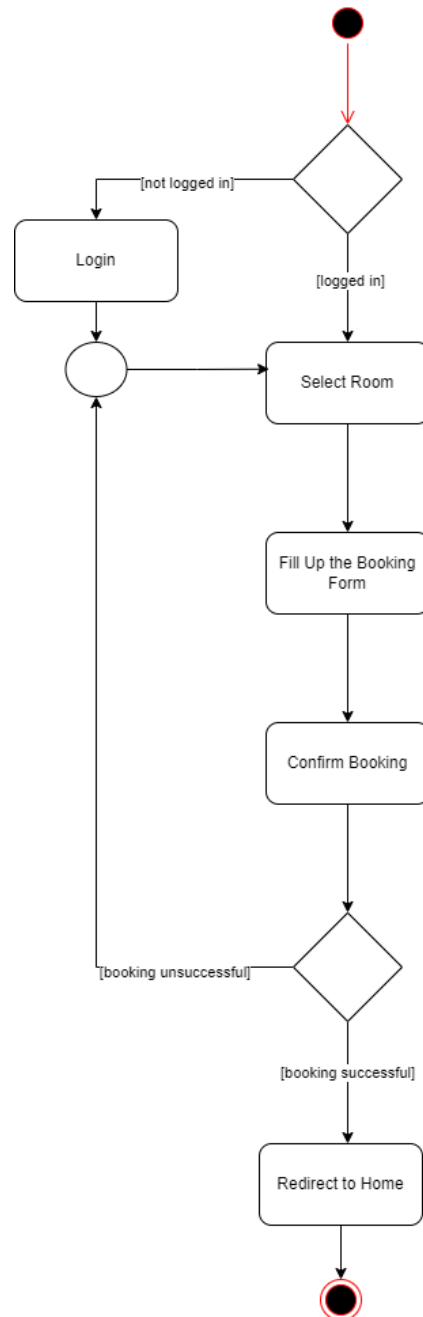 [not logged in]
Login
[logged in]
Select Room
Fill Up the Booking
Form
Confirm Booking
[booking unsuccessful]
[booking successful]
Redirect to Home